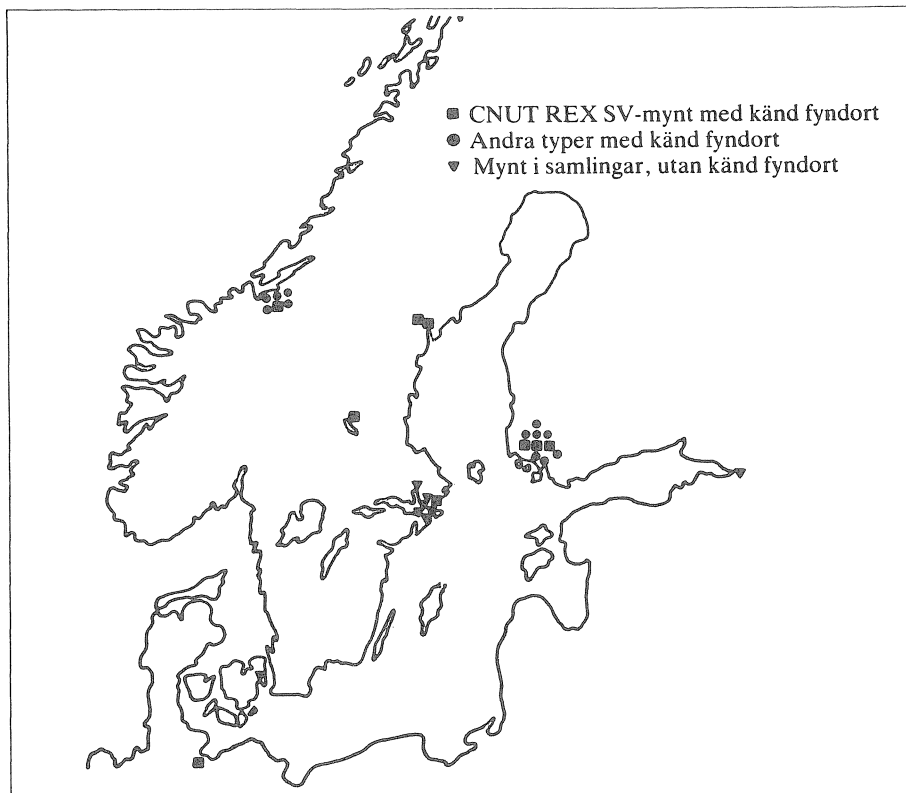 CNUT REX SV-mynt med känd fyndort
Andra typer med känd fyndort
Mynt i samlingar, utan känd fyndort